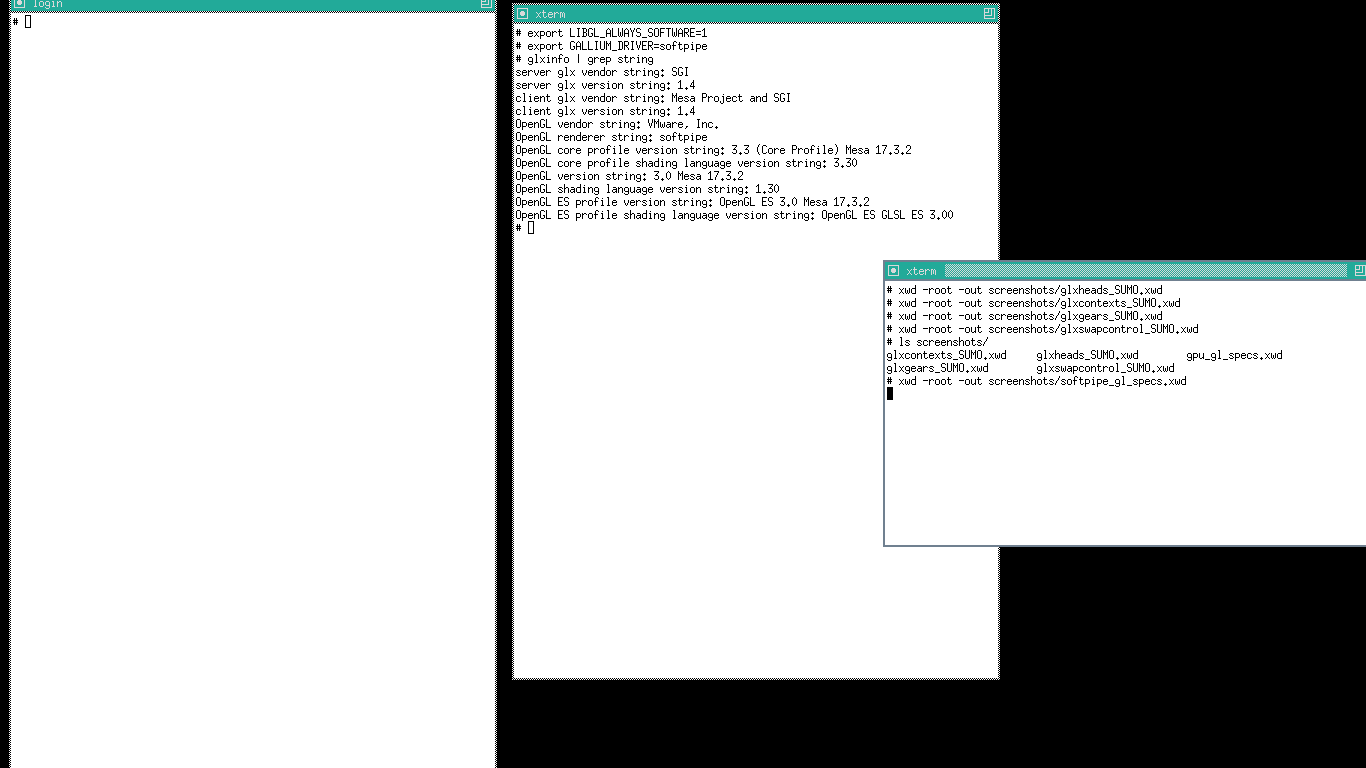 login
#
xterm
# export LIBGL_ALWAYS_SOFTWARE=1
# export GALLIUM_DRIVER=softpipe
# glxinfo | grep string
server glx vendor string: SGI
server glx version string: 1.4
client glx vendor string: Mesa Project and SGI
client glx version string: 1.4
OpenGL vendor string: VMware, Inc.
OpenGL renderer string: softpipe
OpenGL core profile version string: 3.3 (Core Profile) Mesa 17.3.2
OpenGL core profile shading language version string: 3.30
OpenGL version string: 3.0 Mesa 17.3.2
OpenGL shading language version string: 1.30
OpenGL ES profile version string: OpenGL ES 3.0 Mesa 17.3.2
OpenGL ES profile shading language version string: OpenGL ES GLSL ES 3.00
#
xterm
# xwd -root -out screenshots/glxheads_SUMO.xwd
# xwd -root -out screenshots/glxcontexts_SUMO.xwd
# xwd -root -out screenshots/glxgears_SUMO.xwd
# xwd -root -out screenshots/glxswapcontrol_SUMO.xwd
# ls screenshots/
glxcontexts_SUMO.xwd glxheads_SUMO.xwd gpu_gl_specs.xwd
glxgears_SUMO.xwd glxswapcontrol_SUMO.xwd
# xwd -root -out screenshots/softpipe_gl_specs.xwd